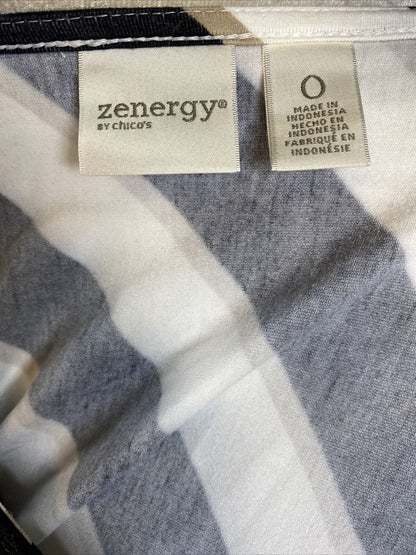 zenergy®
BY chico's
0
MADE IN
INDONESIA
HECHO EN
INDONESIA
FABRIQUÉ EN
INDONÉSIE